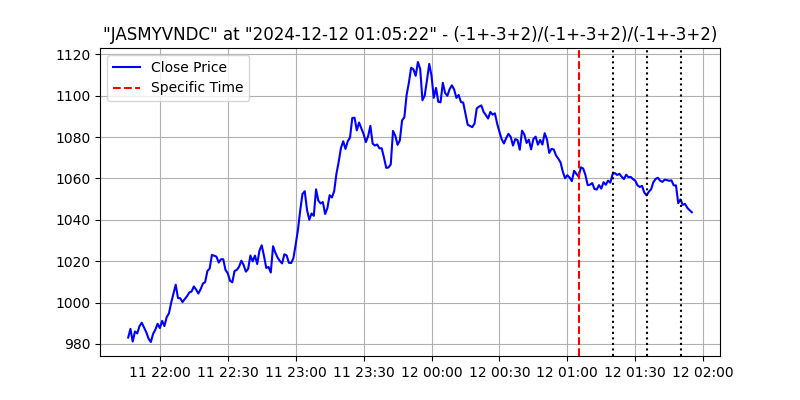 "JASMYVNDC" at "2024-12-12 01:05:22" - (-1+-3+2)/(-1+-3+2)/(-1+-3+2)
Close Price
Specific Time
1120
1100
1080
1060
1040
1020
1000
980
11 22:00 11 22:30 11 23:00 11 23:30 12 00:00 12 00:30 12 01:00 12 01:30 12 02:00